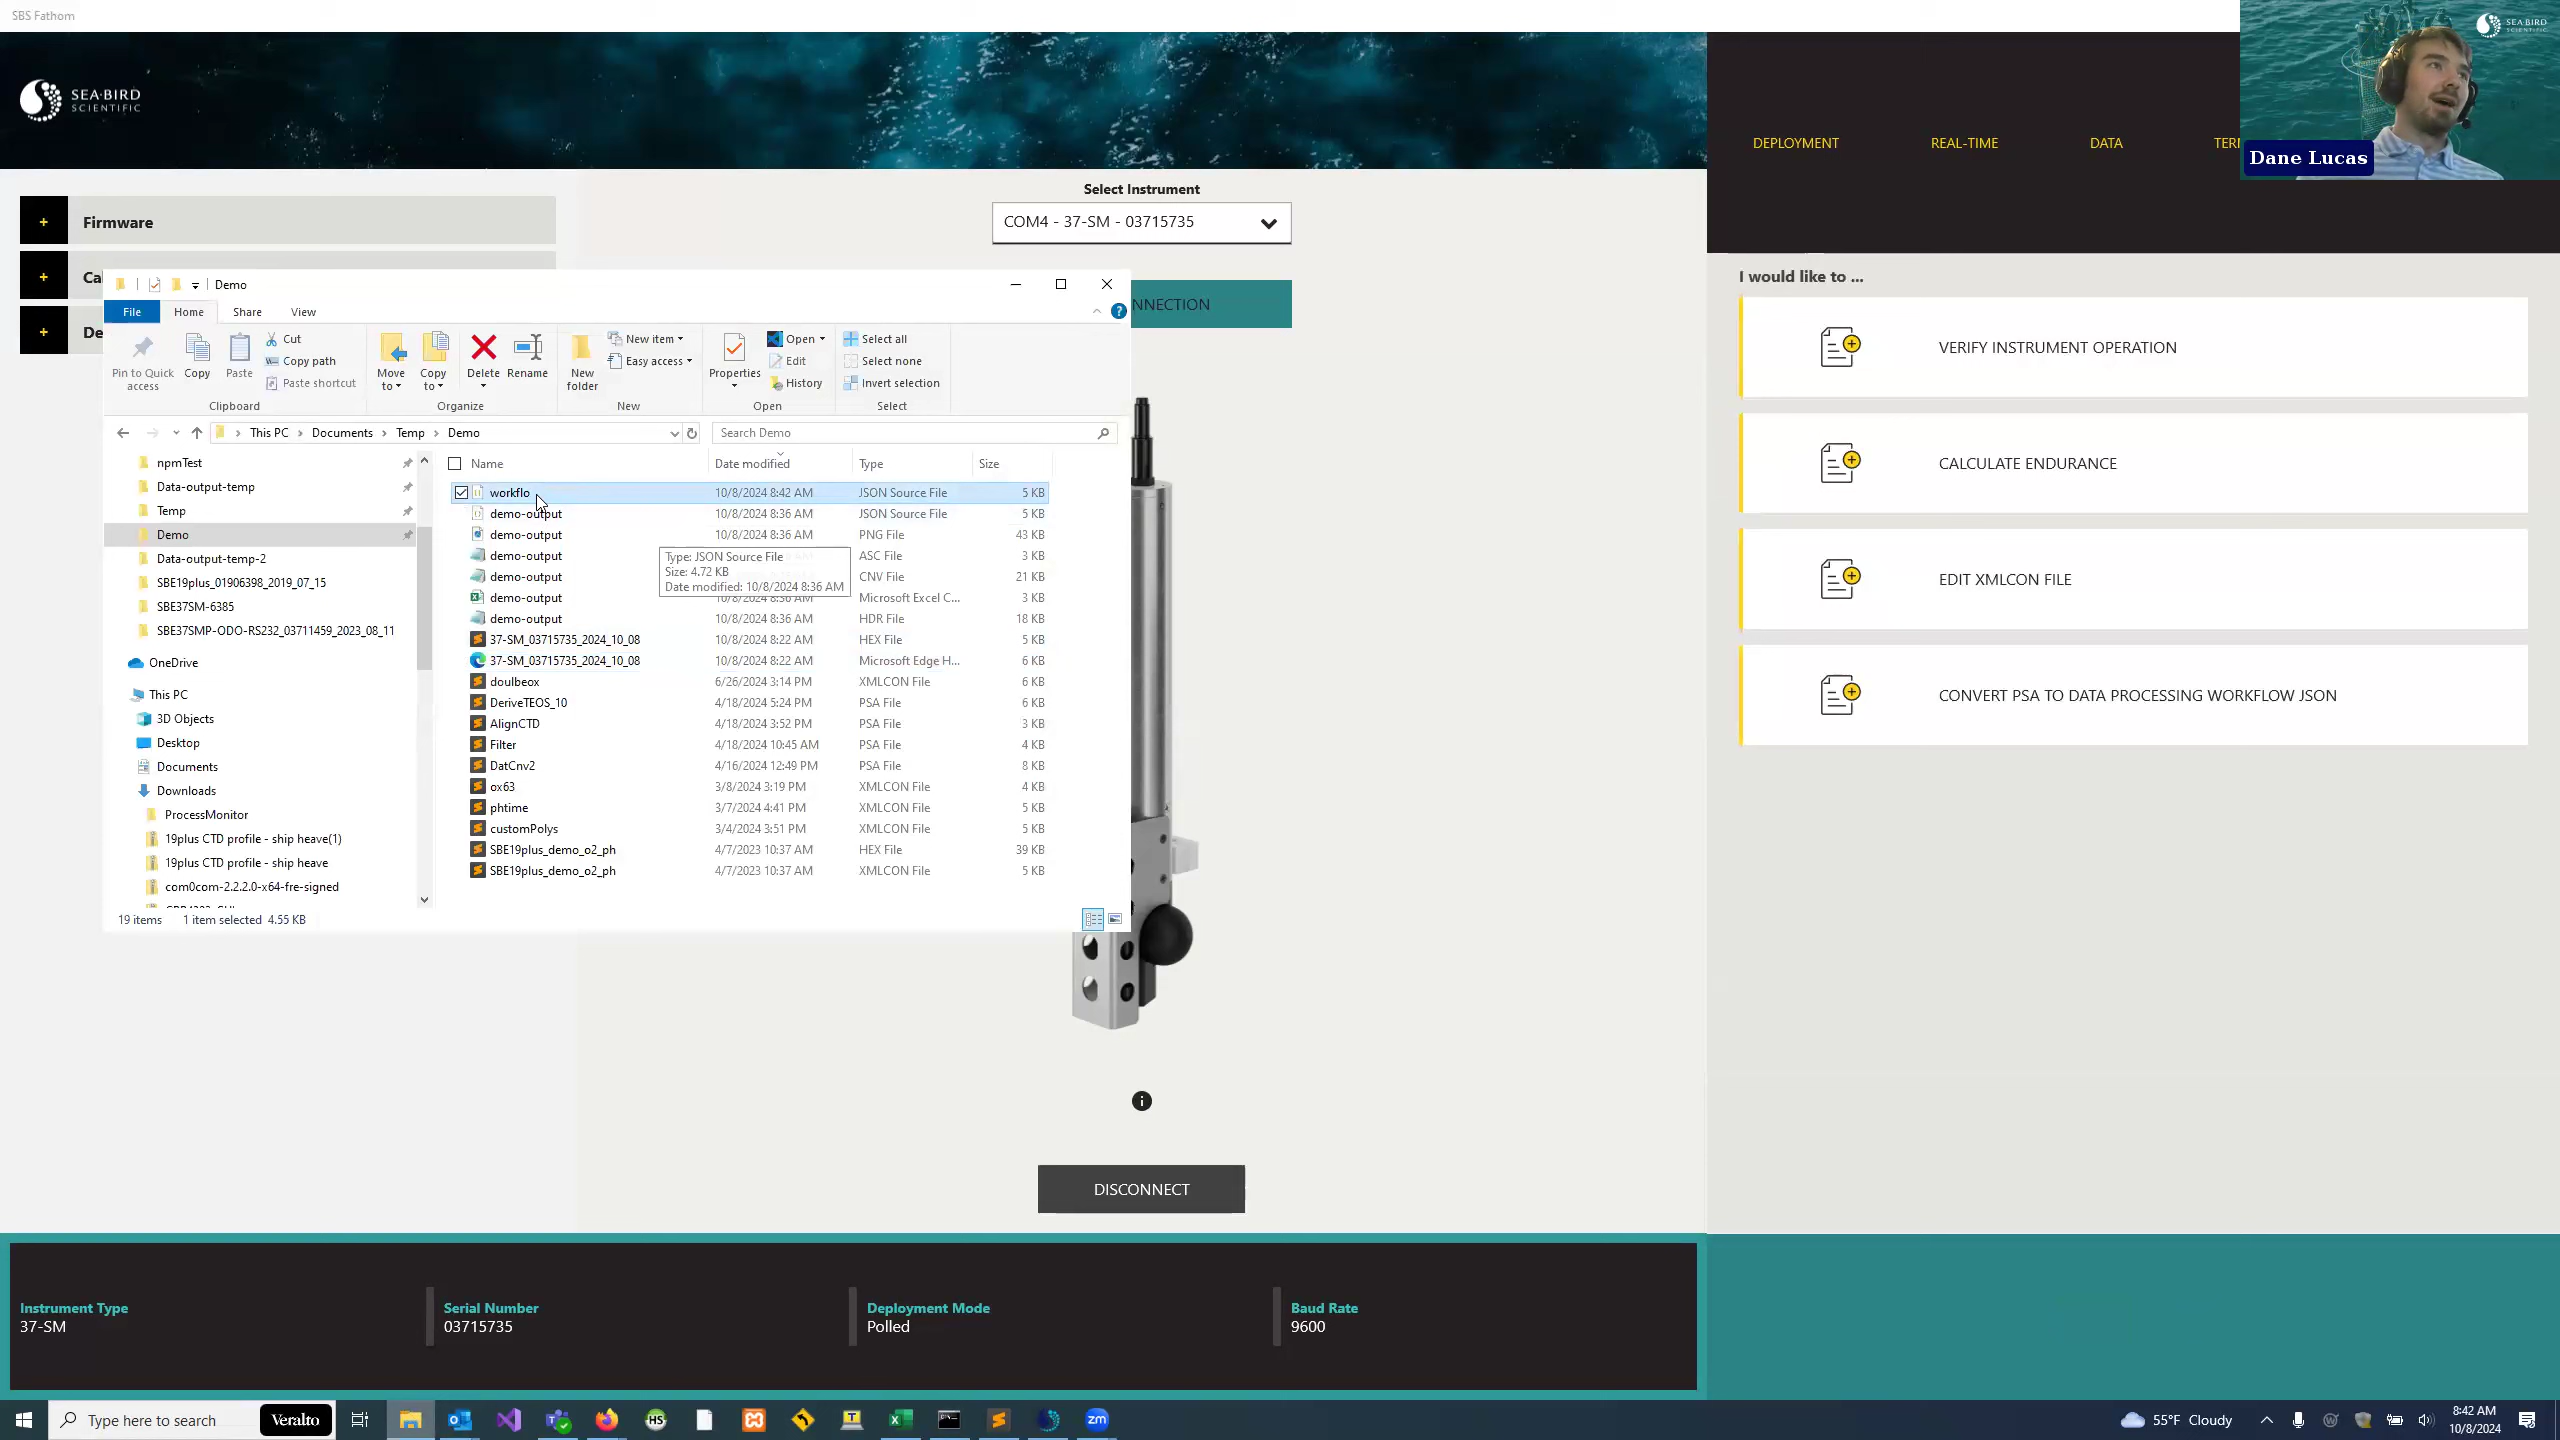 SBS Fathom
SEA·BIRD
SCIENTIFIC
SEA·BIRD
SCIENTIFIC
Dane Lucas
DEPLOYMENT
REAL-TIME
DATA
+ Firmware
+
+
Select Instrument
COM4 - 37-SM - 03715735
NNECTION
Demo
File Home Share View
Pin to Quick access
Copy
Paste
Cut
Copy path
Paste shortcut
Clipboard
Move to
Copy to
Delete
Rename
Organize
New folder
New item
Easy access
New
Properties
Open
Edit
History
Open
Select all
Select none
Invert selection
Select
This PC > Documents > Temp > Demo
Search Demo
npmTest
Data-output-temp
Temp
Demo
Data-output-temp-2
SBE19plus_01906398_2019_07_15
SBE37SM-6385
SBE37SMP-ODO-RS232_03711459_2023_08_11
OneDrive
This PC
3D Objects
Desktop
Documents
Downloads
ProcessMonitor
19plus CTD profile - ship heave(1)
19plus CTD profile - ship heave
com0com-2.2.2.0-x64-fre-signed
Name Date modified Type Size
workflo 10/8/2024 8:42 AM JSON Source File 5 KB
demo-output 10/8/2024 8:36 AM JSON Source File 5 KB
demo-output 10/8/2024 8:36 AM PNG File 43 KB
demo-output ASC File 3 KB
demo-output CNV File 21 KB
demo-output 10/8/2024 8:36 AM Microsoft Excel C... 3 KB
demo-output 10/8/2024 8:36 AM HDR File 18 KB
37-SM_03715735_2024_10_08 10/8/2024 8:22 AM HEX File 5 KB
37-SM_03715735_2024_10_08 10/8/2024 8:22 AM Microsoft Edge H... 6 KB
doulbeox 6/26/2024 3:14 PM XMLCON File 6 KB
DeriveTEOS_10 4/18/2024 5:24 PM PSA File 6 KB
AlignCTD 4/18/2024 3:52 PM PSA File 3 KB
Filter 4/18/2024 10:45 AM PSA File 4 KB
DatCnv2 4/16/2024 12:49 PM PSA File 8 KB
ox63 3/8/2024 3:19 PM XMLCON File 4 KB
phtime 3/7/2024 4:41 PM XMLCON File 5 KB
customPolys 3/4/2024 3:51 PM XMLCON File 5 KB
SBE19plus_demo_o2_ph 4/7/2023 10:37 AM HEX File 39 KB
SBE19plus_demo_o2_ph 4/7/2023 10:37 AM XMLCON File 5 KB
Type: JSON Source File
Size: 4.72 KB
Date modified: 10/8/2024 8:36 AM
19 items 1 item selected 4.55 KB
DISCONNECT
I would like to ...
VERIFY INSTRUMENT OPERATION
CALCULATE ENDURANCE
EDIT XMLCON FILE
CONVERT PSA TO DATA PROCESSING WORKFLOW JSON
Instrument Type
37-SM
Serial Number
03715735
Deployment Mode
Polled
Baud Rate
9600
Type here to search
Veralto
HS
zm
55°F Cloudy
8:42 AM
10/8/2024